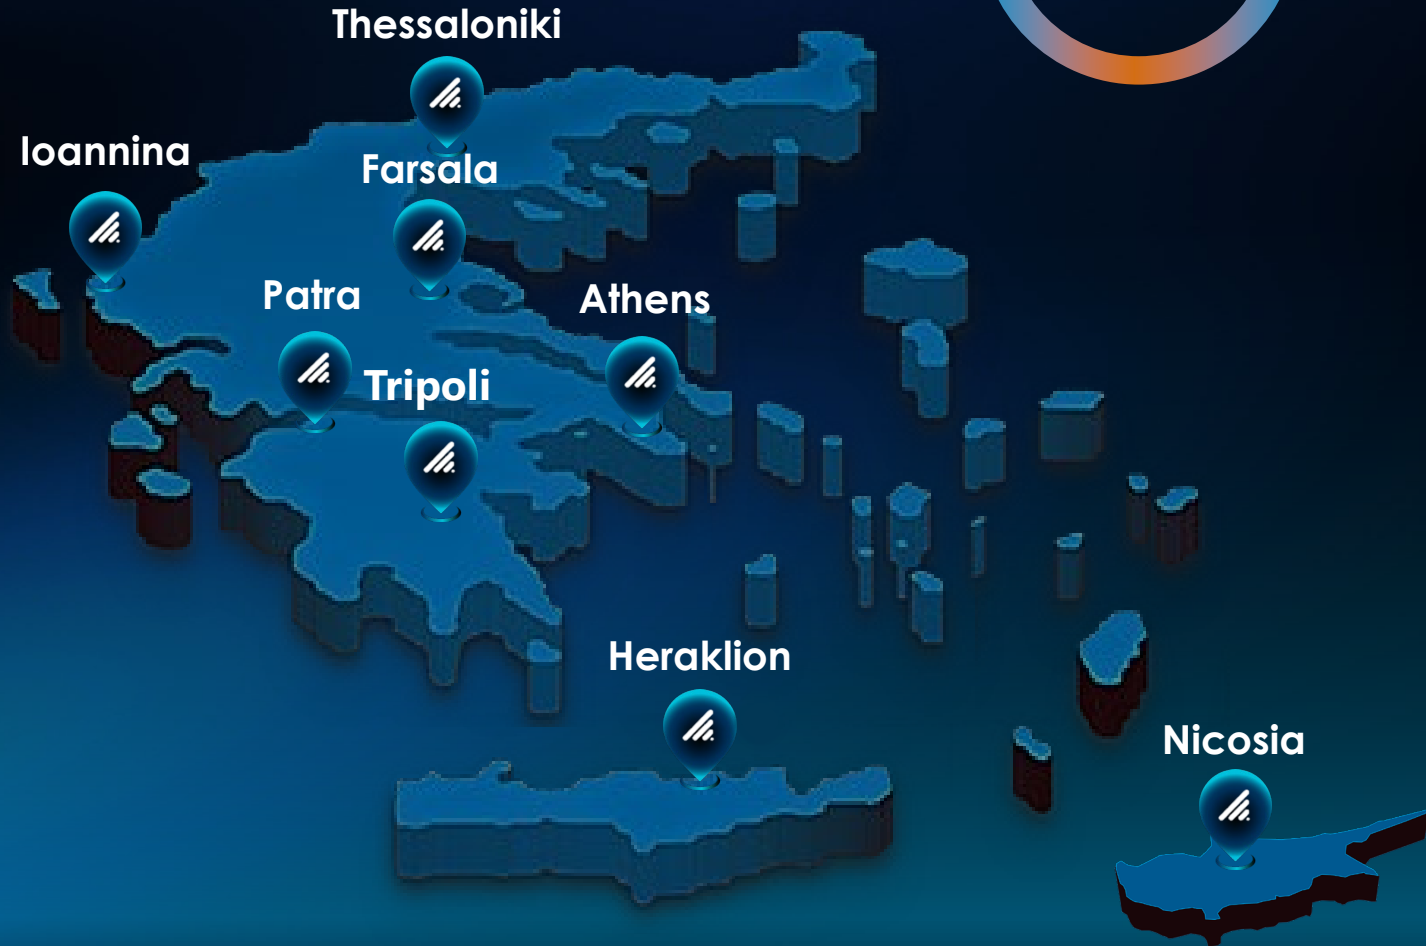 Thessaloniki
Ioannina
Farsala
Patra
Athens
Tripoli
Heraklion
Nicosia